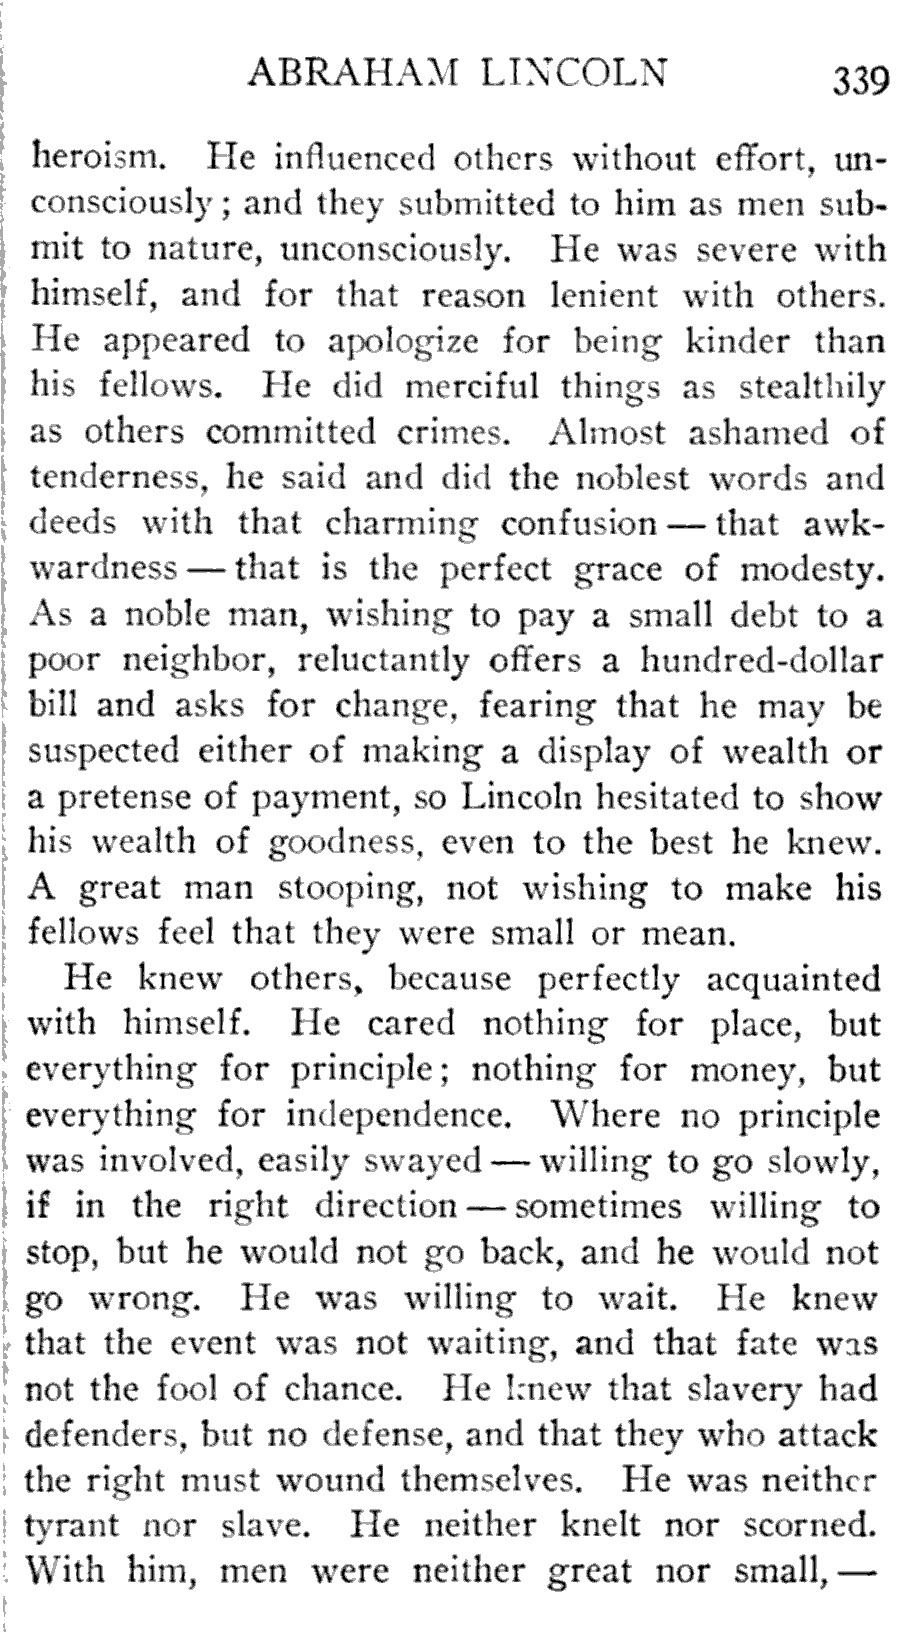 ABRAHAM LINCOLN 339
heroism. He influenced others without effort, un-
consciously; and they submitted to him as men sub-
mit to nature, unconsciously. He was severe with
himself, and for that reason lenient with others.
He appeared to apologize for being kinder than
his fellows. He did merciful things as stealthily
as others committed crimes. Almost ashamed of
tenderness, he said and did the noblest words and
deeds with that charming confusion — that awk-
wardness — that is the perfect grace of modesty.
As a noble man, wishing to pay a small debt to a
poor neighbor, reluctantly offers a hundred-dollar
bill and asks for change, fearing that he may be
suspected either of making a display of wealth or
a pretense of payment, so Lincoln hesitated to show
his wealth of goodness, even to the best he knew.
A great man stooping, not wishing to make his
fellows feel that they were small or mean.
He knew others, because perfectly acquainted
with himself. He cared nothing for place, but
everything for principle; nothing for money, but
everything for independence. Where no principle
was involved, easily swayed — willing to go slowly,
if in the right direction — sometimes willing to
stop, but he would not go back, and he would not
go wrong. He was willing to wait. He knew
that the event was not waiting, and that fate was
not the fool of chance. He knew that slavery had
defenders, but no defense, and that they who attack
the right must wound themselves. He was neither
tyrant nor slave. He neither knelt nor scorned.
With him, men were neither great nor small, —